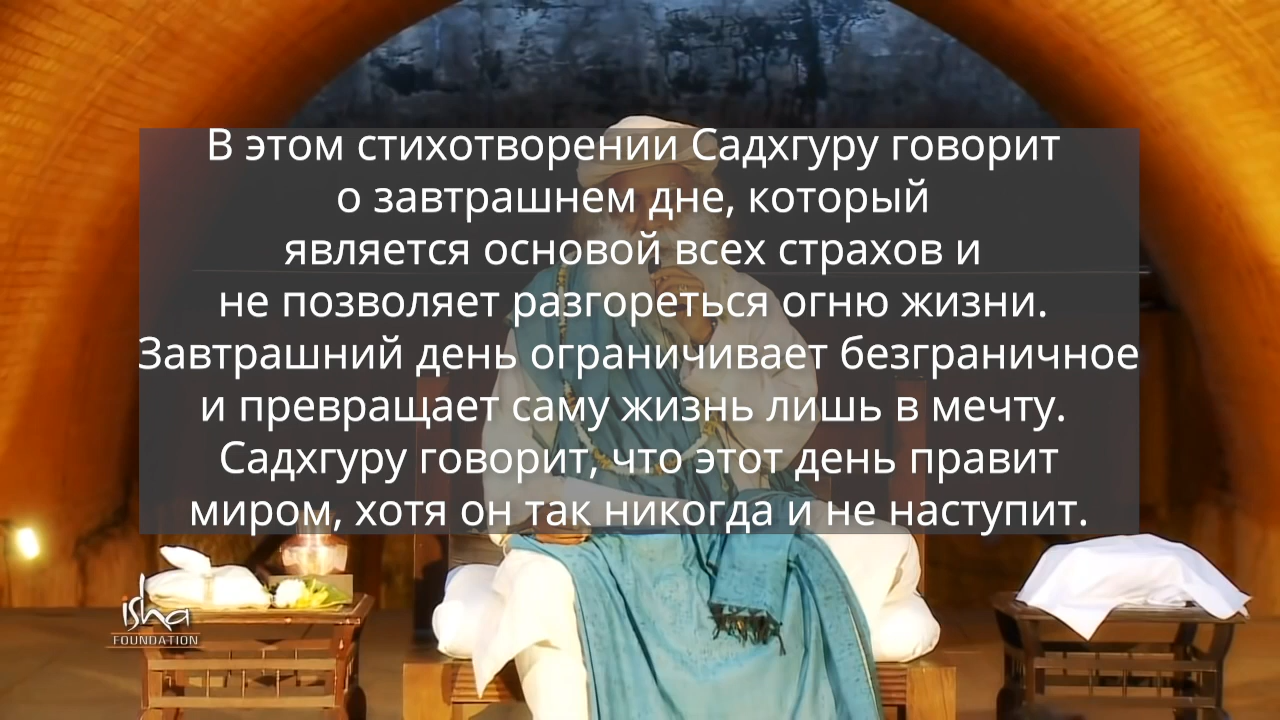 В этом стихотворении Садхгуру говорит
о завтрашнем дне, который
является основой всех страхов и
не позволяет разгореться огню жизни.
Завтрашний день ограничивает безграничное
и превращает саму жизнь лишь в мечту.
Садхгуру говорит, что этот день правит
миром, хотя он так никогда и не наступит.
isha
FOUNDATION